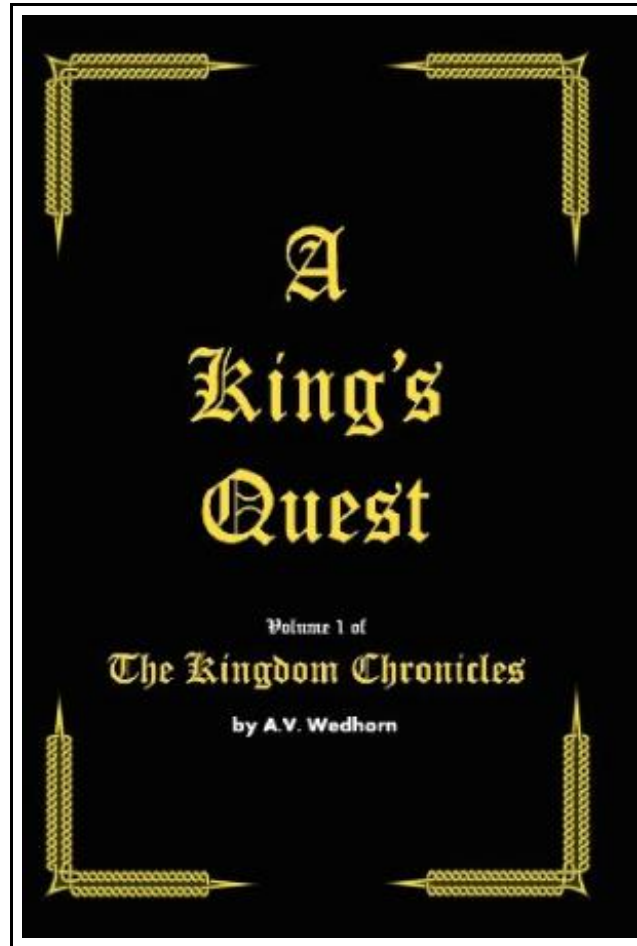 A
King's
Quest
Volume 1 of
The Kingdom Chronicles
by A.V. Wedhorn